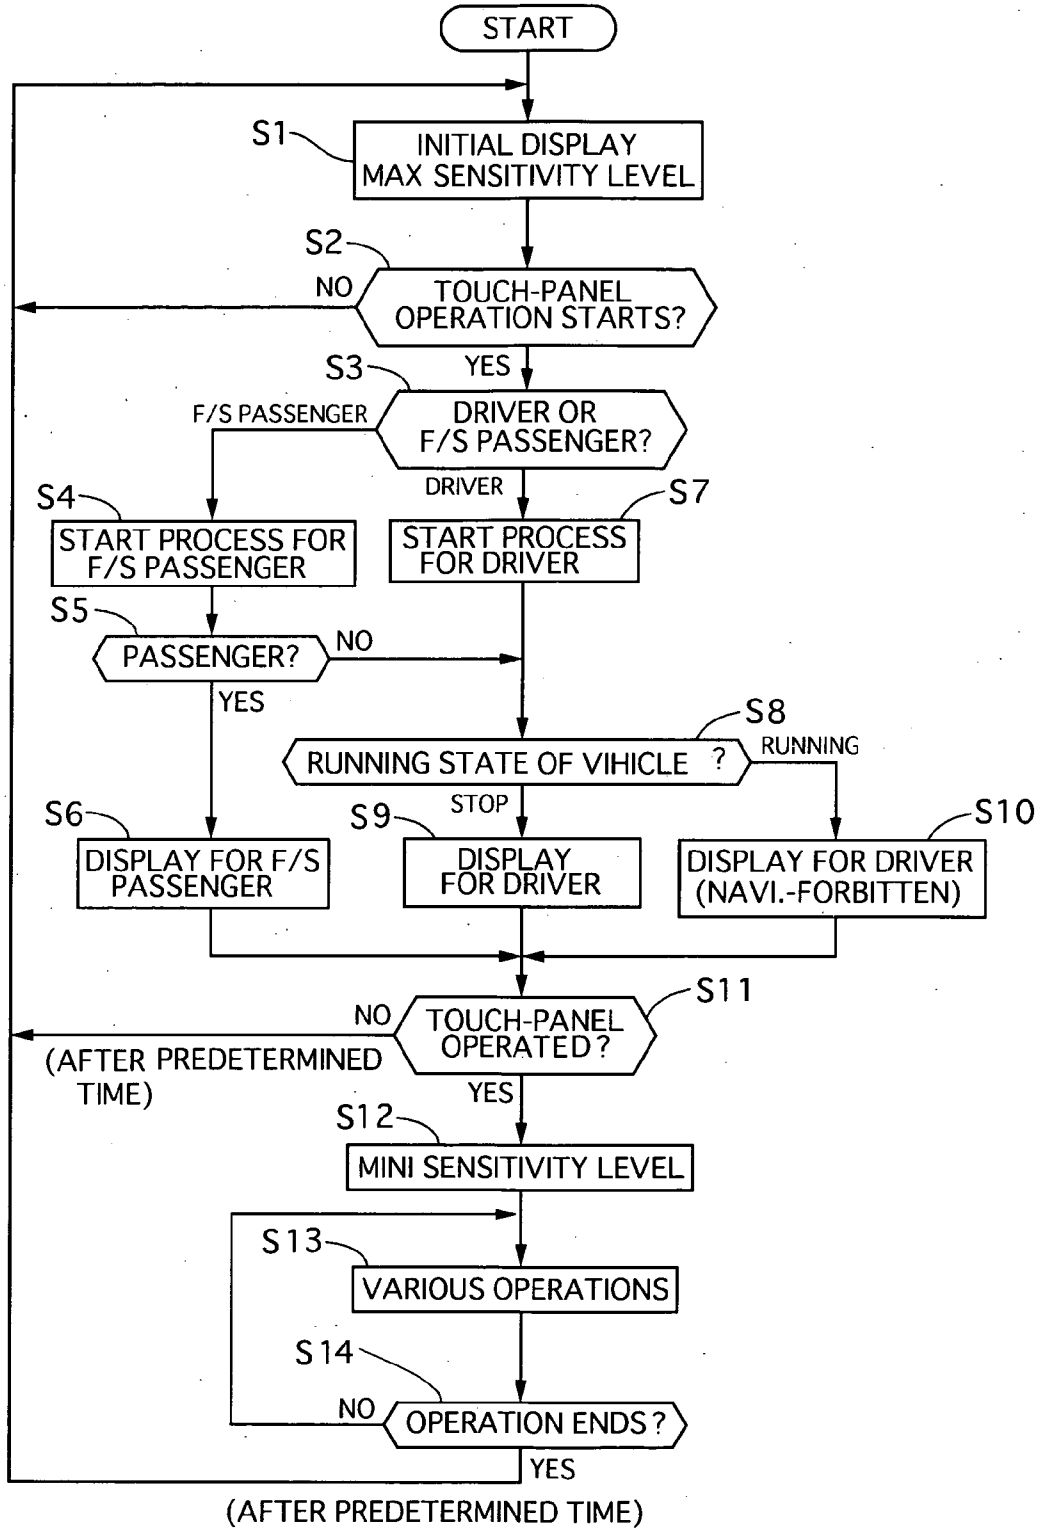 START
S1
INITIAL DISPLAY
MAX SENSITIVITY LEVEL
S2
NO
TOUCH-PANEL
OPERATION STARTS?
YES
S3
F/S PASSENGER
DRIVER OR
F/S PASSENGER?
DRIVER
S4
START PROCESS FOR
F/S PASSENGER
S7
START PROCESS
FOR DRIVER
S5
PASSENGER?
NO
YES
S8
RUNNING STATE OF VIHICLE ?
RUNNING
STOP
S6
DISPLAY FOR F/S
PASSENGER
S9
DISPLAY
FOR DRIVER
S10
DISPLAY FOR DRIVER
(NAVI.-FORBITTEN)
S11
NO
TOUCH-PANEL
OPERATED?
(AFTER PREDETERMINED
TIME)
YES
S12
MINI SENSITIVITY LEVEL
S13
VARIOUS OPERATIONS
S14
NO
OPERATION ENDS?
YES
(AFTER PREDETERMINED TIME)